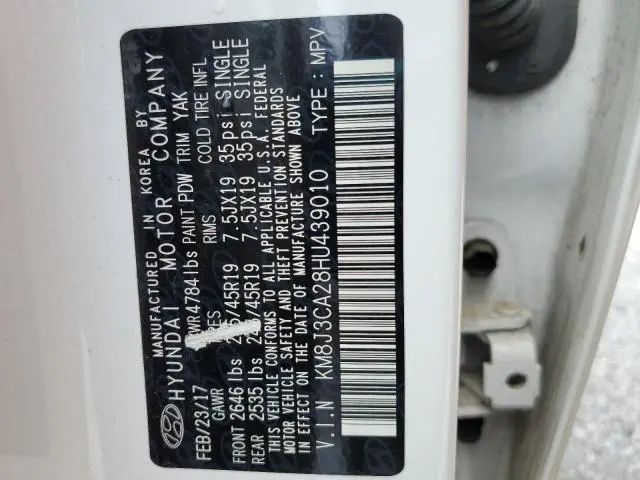 MANUFACTURED IN KOREA BY
HYUNDAI MOTOR COMPANY
FEB/23/17 4784lbs PAINT PDW TRIM YAK
GAWR RIMS COLD TIRE INFL.
FRONT 2646 lbs /45R19 7.5JX19 35psi SINGLE
REAR 2535 lbs /45R19 7.5JX19 35psi SINGLE
THIS VEHICLE CONFORMS TO ALL APPLICABLE U.S.A. FEDERAL
MOTOR VEHICLE SAFETY AND THEFT PREVENTION STANDARDS
IN EFFECT ON THE DATE OF MANUFACTURE SHOWN ABOVE
V.I.N KM8J3CA28HU439010 TYPE : MPV